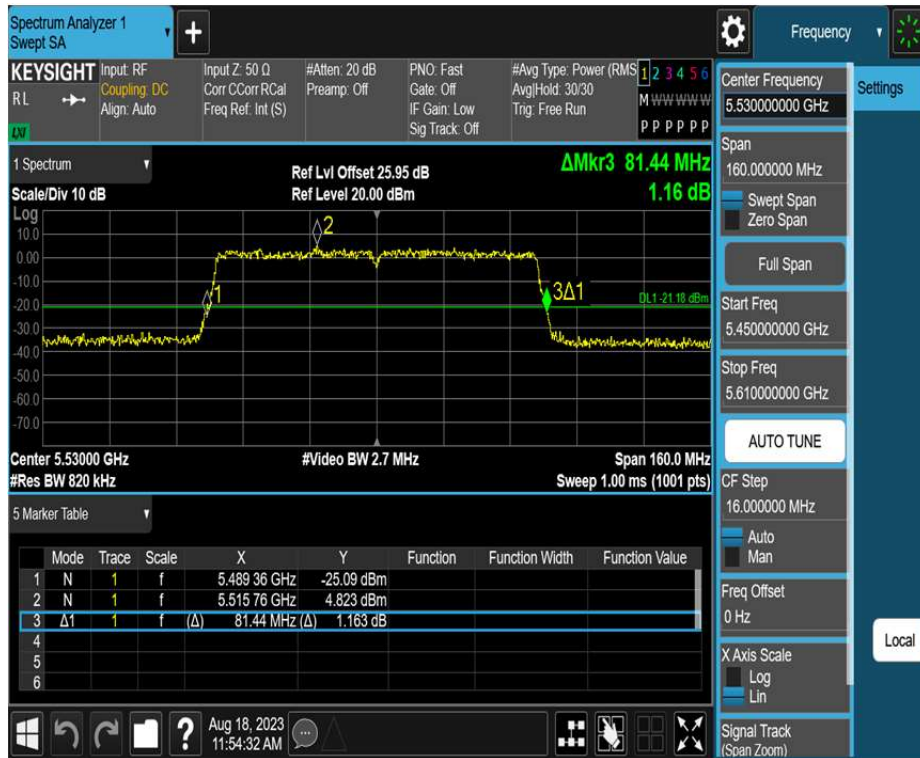 Spectrum Analyzer 1
Swept SA
+
Frequency
KEYSIGHT
RL
LXI
Input: RF
Coupling: DC
Align: Auto
Input Z: 50 Ω
Corr CCorr RCal
Freq Ref: Int (S)
#Atten: 20 dB
Preamp: Off
PNO: Fast
Gate: Off
IF Gain: Low
Sig Track: Off
#Avg Type: Power (RMS
Avg|Hold: 30/30
Trig: Free Run
1 2 3 4 5 6
M W W W W W
P P P P P P
Center Frequency
5.530000000 GHz
Settings
Span
160.000000 MHz
Swept Span
Zero Span
Full Span
Start Freq
5.450000000 GHz
Stop Freq
5.610000000 GHz
AUTO TUNE
CF Step
16.000000 MHz
Auto
Man
Freq Offset
0 Hz
Local
X Axis Scale
Log
Lin
Signal Track
(Span Zoom)
1 Spectrum
Scale/Div 10 dB
Ref Lvl Offset 25.95 dB
Ref Level 20.00 dBm
ΔMkr3 81.44 MHz
1.16 dB
Log
10.0
0.00
-10.0
-20.0
-30.0
-40.0
-50.0
-60.0
-70.0
2
1
3Δ1
DL1 -21.18 dBm
Center 5.53000 GHz
#Video BW 2.7 MHz
Span 160.0 MHz
#Res BW 820 kHz
Sweep 1.00 ms (1001 pts)
5 Marker Table
Mode Trace Scale X Y Function Function Width Function Value
1 N 1 f 5.489 36 GHz -25.09 dBm
2 N 1 f 5.515 76 GHz 4.823 dBm
3 Δ1 1 f (Δ) 81.44 MHz (Δ) 1.163 dB
4
5
6
?
Aug 18, 2023
11:54:32 AM